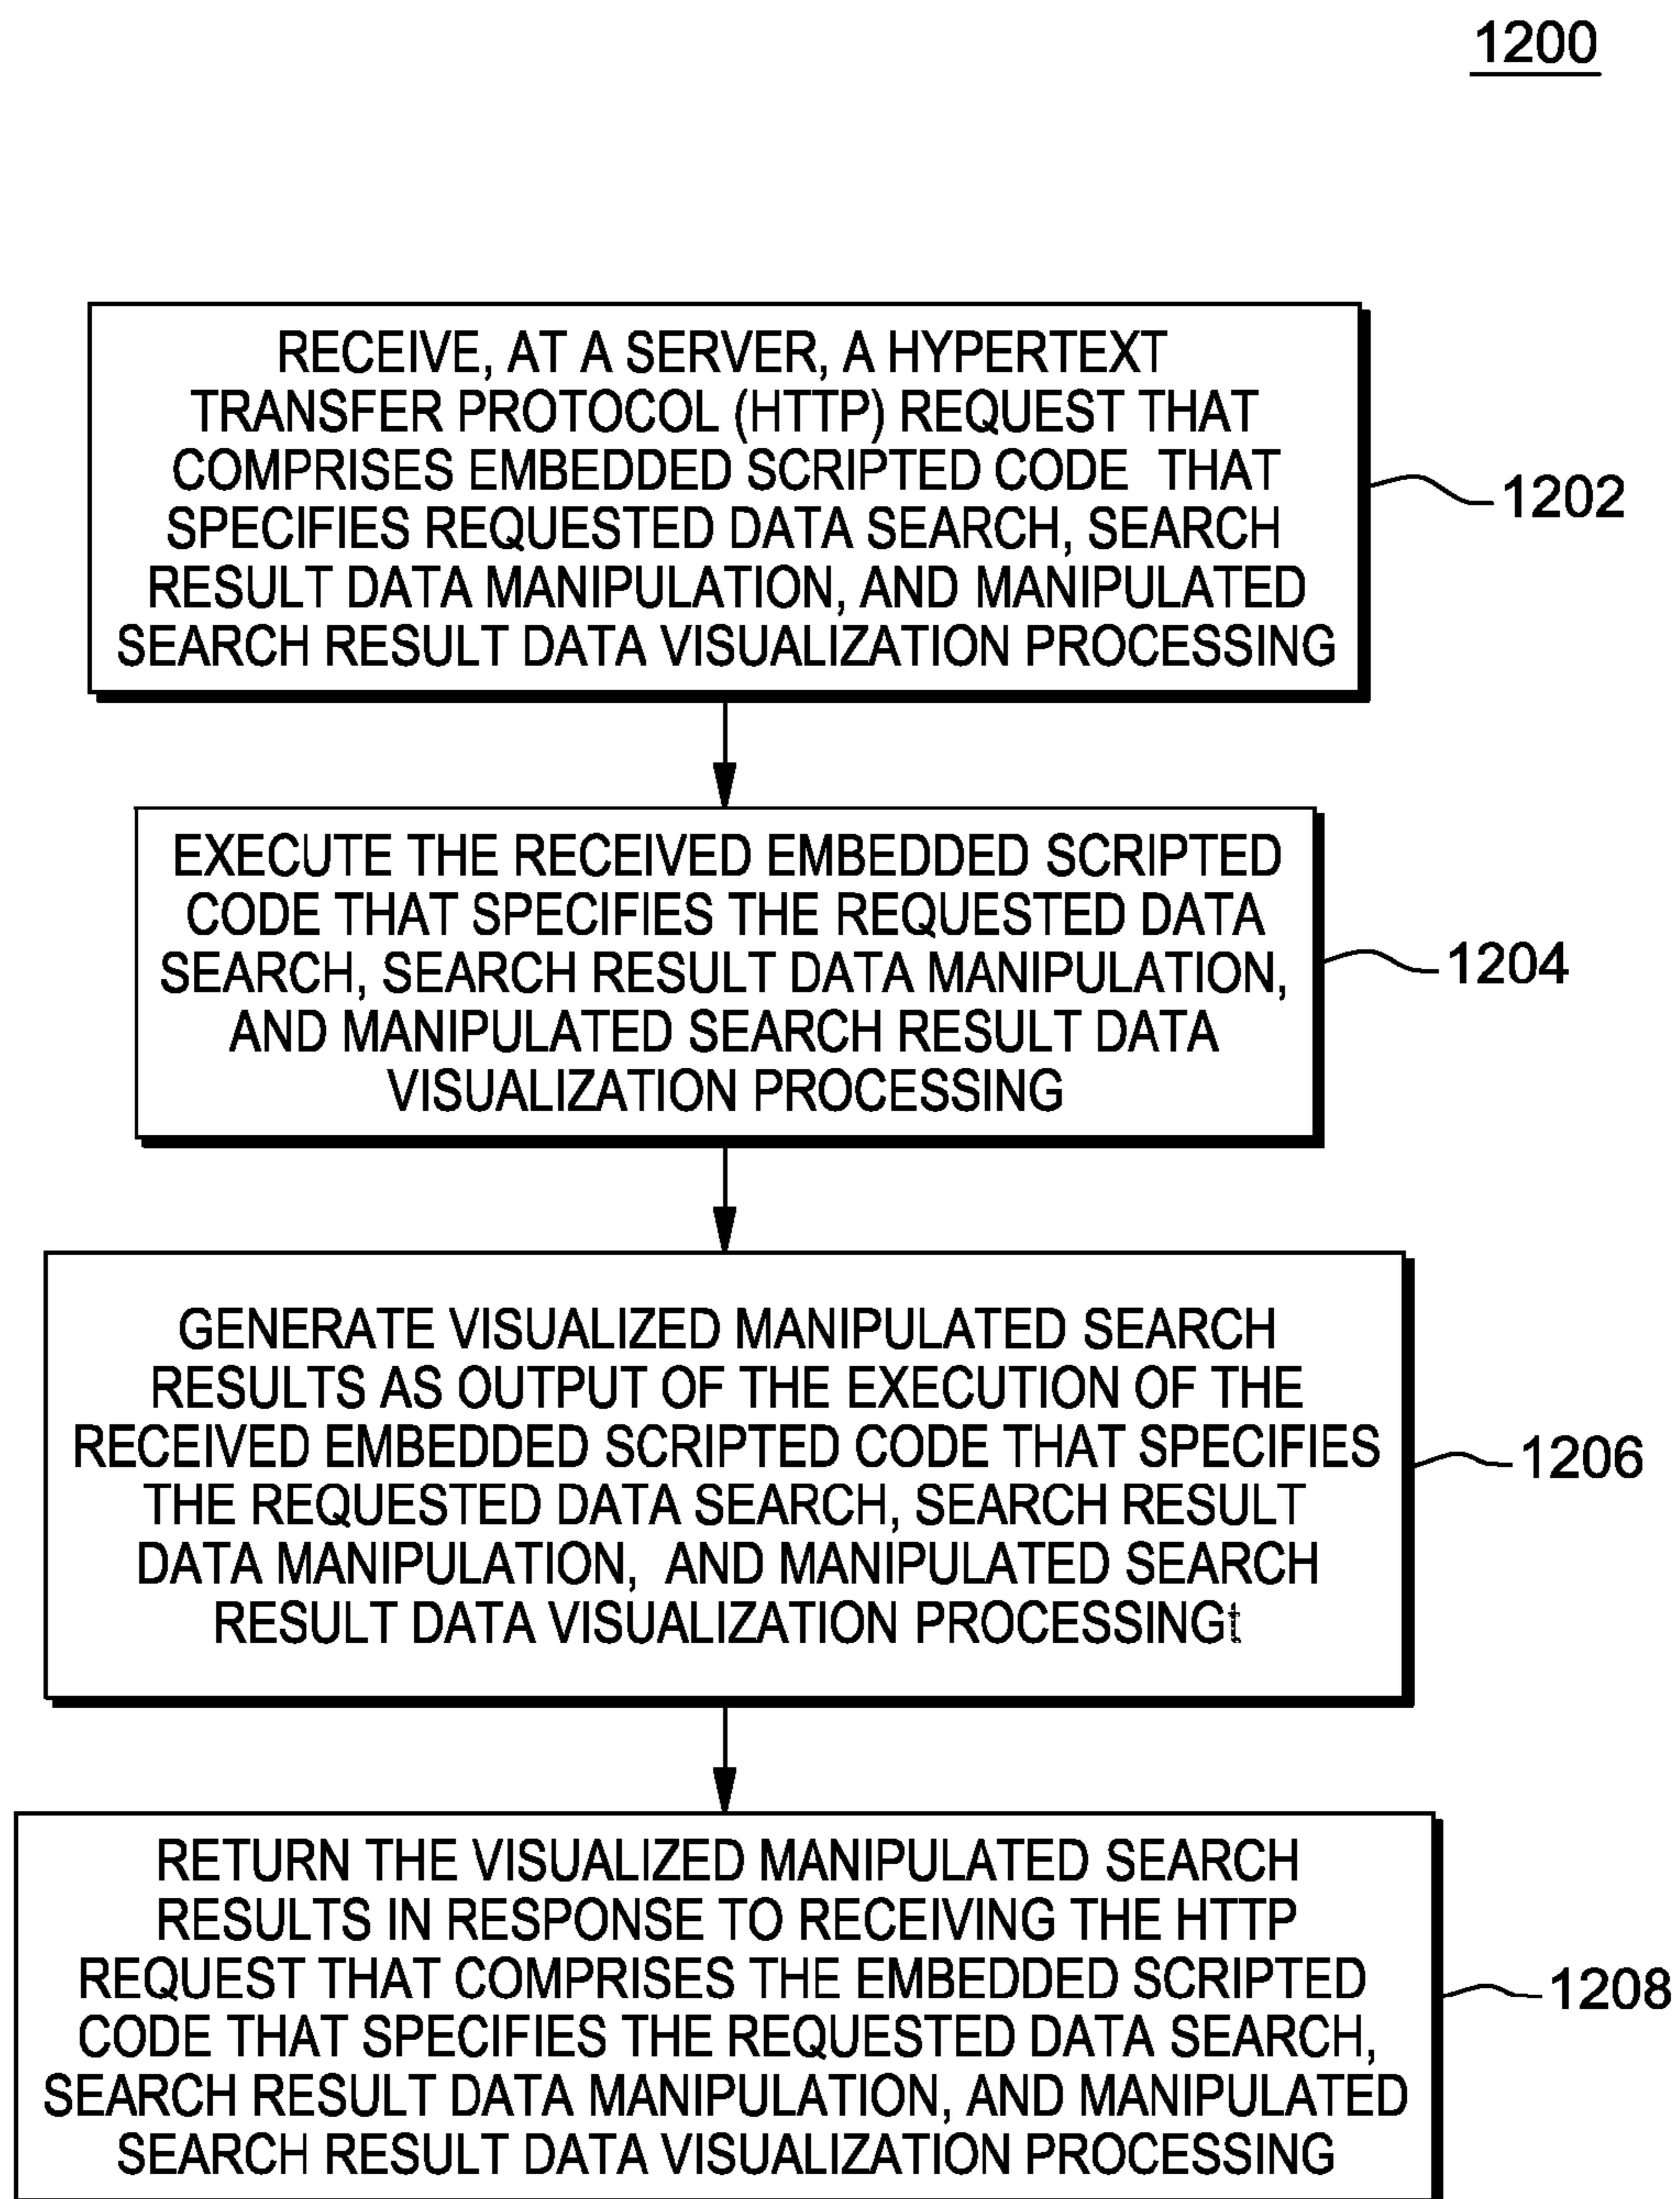 1200
RECEIVE, AT A SERVER, A HYPERTEXT
TRANSFER PROTOCOL (HTTP) REQUEST THAT
COMPRISES EMBEDDED SCRIPTED CODE THAT
SPECIFIES REQUESTED DATA SEARCH, SEARCH
RESULT DATA MANIPULATION, AND MANIPULATED
SEARCH RESULT DATA VISUALIZATION PROCESSING
1202
EXECUTE THE RECEIVED EMBEDDED SCRIPTED
CODE THAT SPECIFIES THE REQUESTED DATA
SEARCH, SEARCH RESULT DATA MANIPULATION,
AND MANIPULATED SEARCH RESULT DATA
VISUALIZATION PROCESSING
1204
GENERATE VISUALIZED MANIPULATED SEARCH
RESULTS AS OUTPUT OF THE EXECUTION OF THE
RECEIVED EMBEDDED SCRIPTED CODE THAT SPECIFIES
THE REQUESTED DATA SEARCH, SEARCH RESULT
DATA MANIPULATION, AND MANIPULATED SEARCH
RESULT DATA VISUALIZATION PROCESSINGt
1206
RETURN THE VISUALIZED MANIPULATED SEARCH
RESULTS IN RESPONSE TO RECEIVING THE HTTP
REQUEST THAT COMPRISES THE EMBEDDED SCRIPTED
CODE THAT SPECIFIES THE REQUESTED DATA SEARCH,
SEARCH RESULT DATA MANIPULATION, AND MANIPULATED
SEARCH RESULT DATA VISUALIZATION PROCESSING
1208